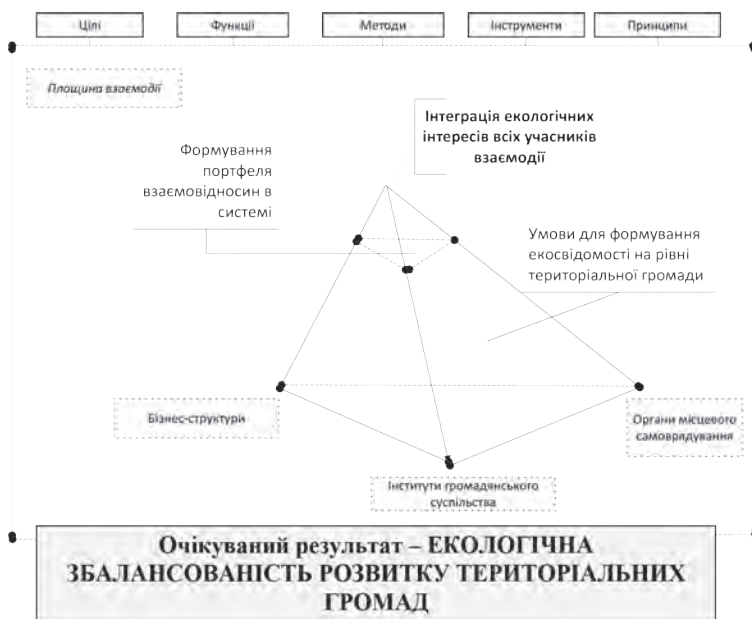 Цілі
Функції
Методи
Інструменти
Принципи
Площина взаємодії
Інтеграція екологічних
інтересів всіх учасників
взаємодії
Формування
портфеля
взаємовідносин в
системі
Умови для формування
екосвідомості на рівні
територіальної громади
Бізнес-структури
Органи місцевого
самоврядування
Інститути громадянського
суспільства
Очікуваний результат – ЕКОЛОГІЧНА
ЗБАЛАНСОВАНІСТЬ РОЗВИТКУ ТЕРИТОРІАЛЬНИХ
ГРОМАД